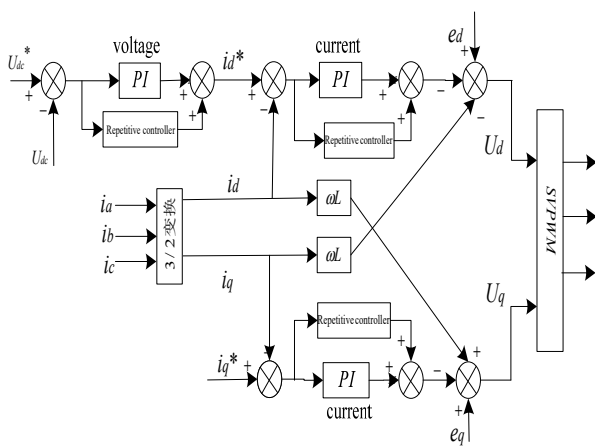 voltage
current
e_d
U_dc*
+
−
PI
+
+
i_d*
+
−
PI
+
+
−
+
−
Repetitive controller
Repetitive controller
U_dc
U_d
i_a
i_b
i_c
3/2变换
i_d
ωL
ωL
i_q
SVPWM
U_q
Repetitive controller
i_q*
+
−
PI
+
+
−
+
+
current
e_q